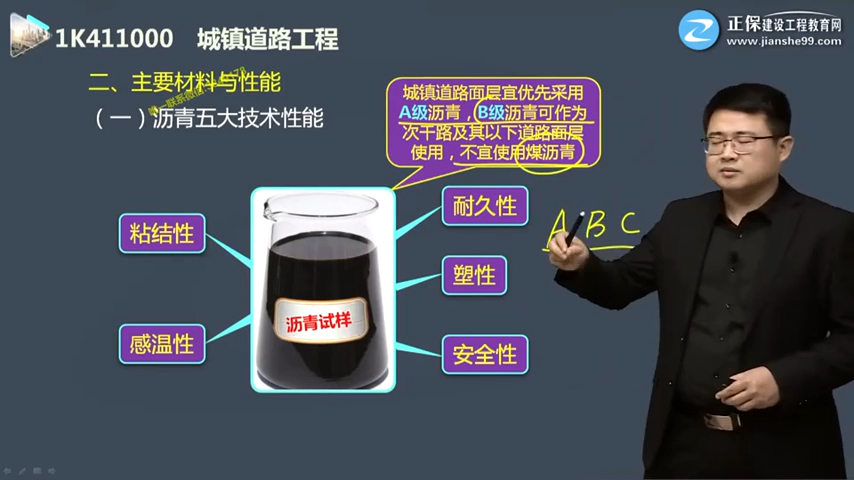 1K411000 城镇道路工程
正保建设工程教育网
www.jianshe99.com
二、主要材料与性能
（一）沥青五大技术性能
城镇道路面层宜优先采用
A级沥青，B级沥青可作为
次干路及其以下道路面层
使用，不宜使用煤沥青
粘结性
感温性
耐久性
塑性
安全性
沥青试样
A B C